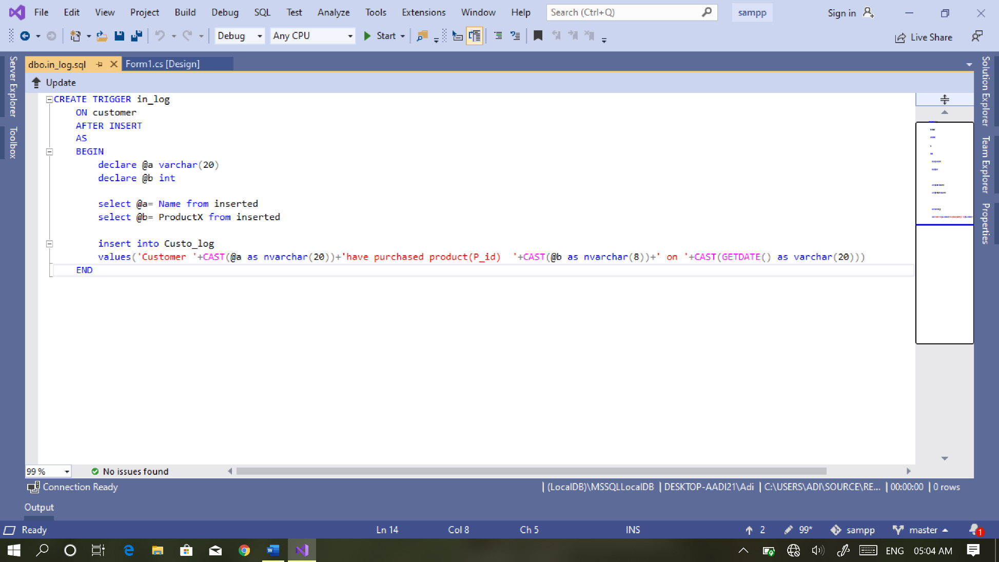 File Edit View Project Build Debug SQL Test Analyze Tools Extensions Window Help Search (Ctrl+Q) sampp Sign in
Debug Any CPU Start Live Share
dbo.in_log.sql Form1.cs [Design]
Update
CREATE TRIGGER in_log
ON customer
AFTER INSERT
AS
BEGIN
declare @a varchar(20)
declare @b int
select @a= Name from inserted
select @b= ProductX from inserted
insert into Custo_log
values('Customer '+CAST(@a as nvarchar(20))+'have purchased product(P_id)  '+CAST(@b as nvarchar(8))+' on '+CAST(GETDATE() as varchar(20)))
END
Server Explorer
Toolbox
Solution Explorer
Team Explorer
Properties
99 % No issues found
Connection Ready (LocalDB)\MSSQLLocalDB DESKTOP-AADI21\Adi C:\USERS\ADI\SOURCE\RE... 00:00:00 0 rows
Output
Ready Ln 14 Col 8 Ch 5 INS 2 99* sampp master 1
ENG 05:04 AM